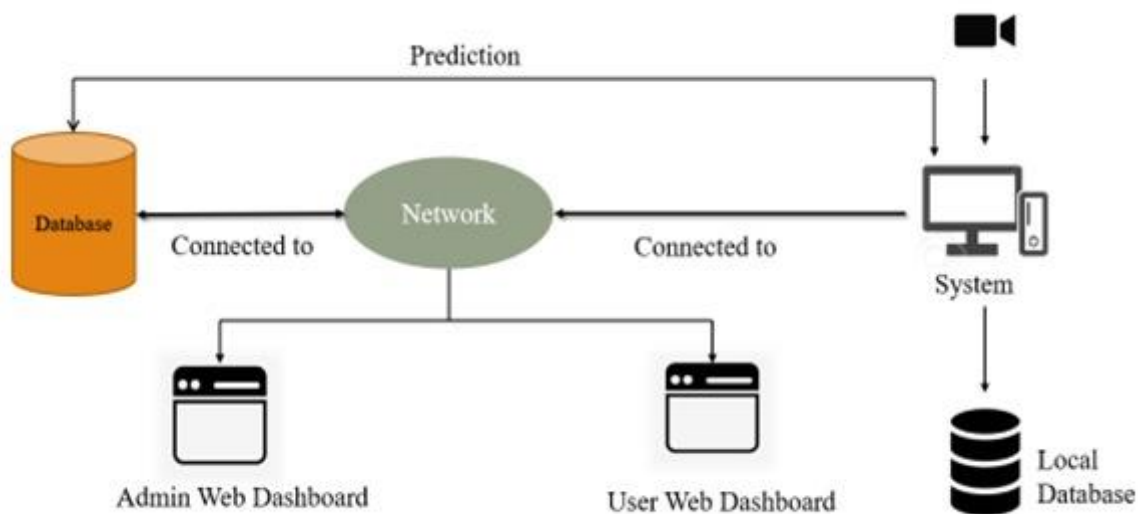 Prediction
Database
Network
Connected to
Connected to
System
Admin Web Dashboard
User Web Dashboard
Local
Database